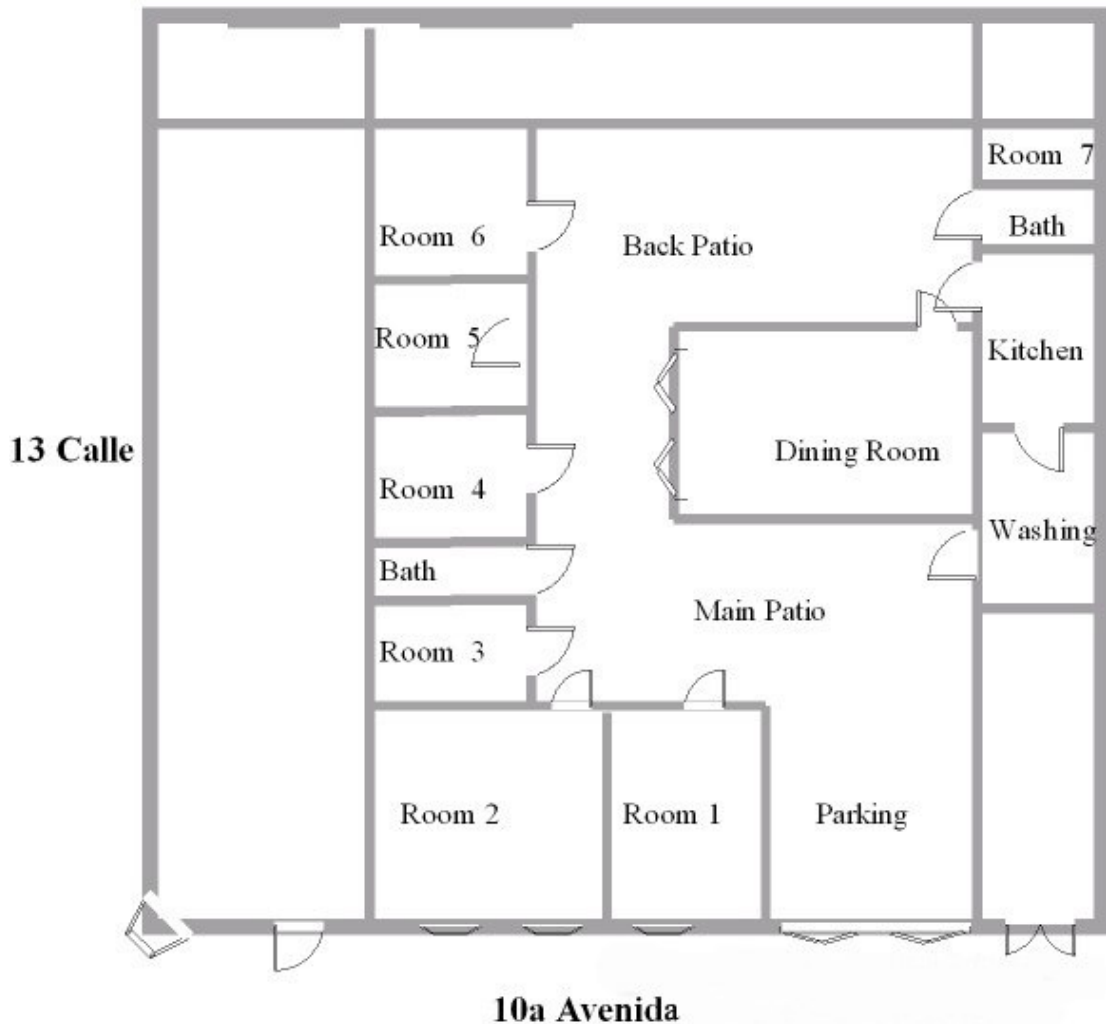 Room 7
Bath
Room 6
Back Patio
Room 5
Kitchen
13 Calle
Dining Room
Room 4
Washing
Bath
Main Patio
Room 3
Room 2
Room 1
Parking
10a Avenida